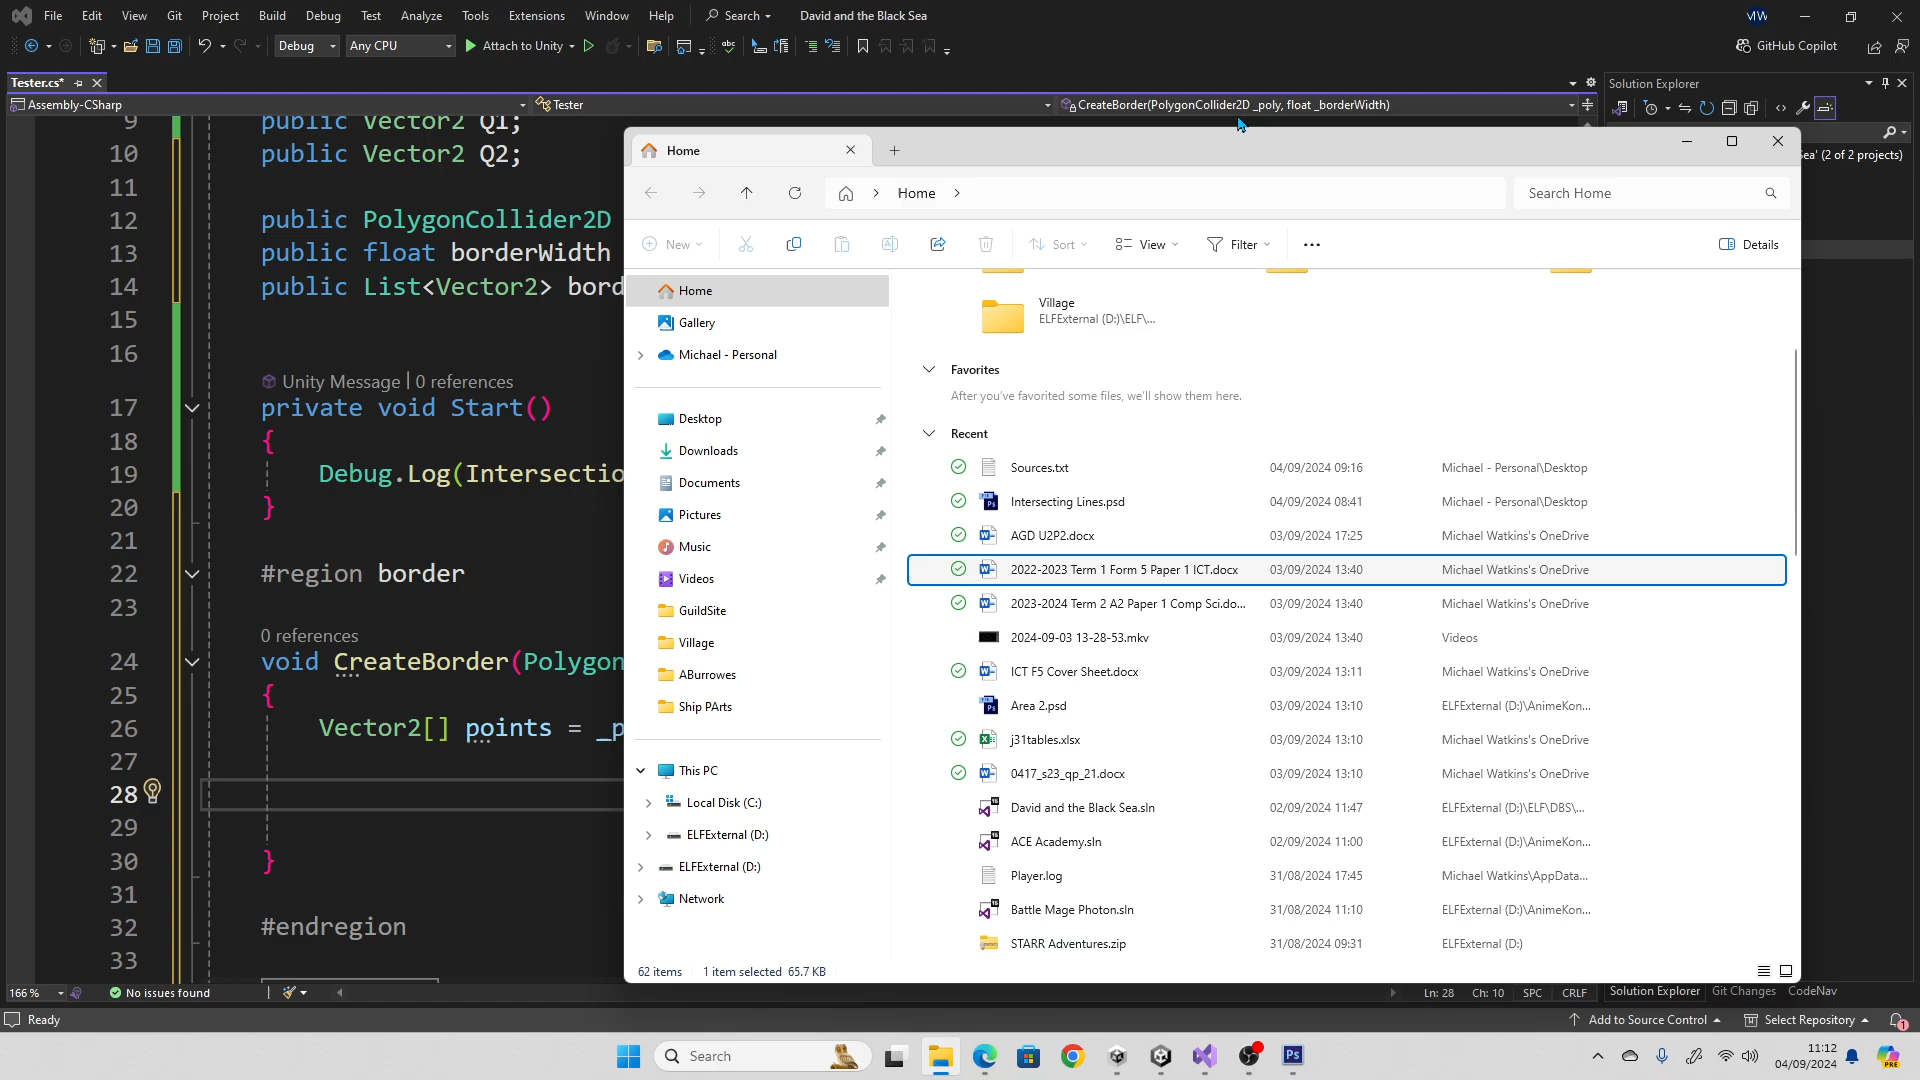 File Edit View Git Project Build Debug Test Analyze Tools Extensions Window Help Search David and the Black Sea MW
Debug Any CPU Attach to Unity GitHub Copilot
Tester.cs* Solution Explorer
Assembly-CSharp Tester CreateBorder(PolygonCollider2D _poly, float _borderWidth)
Sea' (2 of 2 projects)
9 public Vector2 Q1;
10 public Vector2 Q2;
11
12 public PolygonCollider2D
13 public float borderWidth
14 public List<Vector2> bord
15
16
Unity Message | 0 references
17 private void Start()
18 {
19 Debug.Log(Intersectio
20 }
21
22 #region border
23
0 references
24 void CreateBorder(Polygon
25 {
26 Vector2[] points = _p
27
28
29
30 }
31
32 #endregion
33
Home
Home Search Home
New Sort View Filter Details
Home
Gallery
Michael - Personal
Desktop
Downloads
Documents
Pictures
Music
Videos
GuildSite
Village
ABurrowes
Ship PArts
This PC
Local Disk (C:)
ELFExternal (D:)
ELFExternal (D:)
Network
Village
ELFExternal (D:)\ELF\...
Favorites
After you've favorited some files, we'll show them here.
Recent
Sources.txt 04/09/2024 09:16 Michael - Personal\Desktop
Intersecting Lines.psd 04/09/2024 08:41 Michael - Personal\Desktop
AGD U2P2.docx 03/09/2024 17:25 Michael Watkins's OneDrive
2022-2023 Term 1 Form 5 Paper 1 ICT.docx 03/09/2024 13:40 Michael Watkins's OneDrive
2023-2024 Term 2 A2 Paper 1 Comp Sci.do... 03/09/2024 13:40 Michael Watkins's OneDrive
2024-09-03 13-28-53.mkv 03/09/2024 13:40 Videos
ICT F5 Cover Sheet.docx 03/09/2024 13:11 Michael Watkins's OneDrive
Area 2.psd 03/09/2024 13:10 ELFExternal (D:)\AnimeKon...
j31tables.xlsx 03/09/2024 13:10 Michael Watkins's OneDrive
0417_s23_qp_21.docx 03/09/2024 13:10 Michael Watkins's OneDrive
David and the Black Sea.sln 02/09/2024 11:47 ELFExternal (D:)\ELF\DBS\...
ACE Academy.sln 02/09/2024 11:00 ELFExternal (D:)\AnimeKon...
Player.log 31/08/2024 17:45 Michael Watkins\AppData...
Battle Mage Photon.sln 31/08/2024 11:10 ELFExternal (D:)\AnimeKon...
STARR Adventures.zip 31/08/2024 09:31 ELFExternal (D:)
62 items 1 item selected 65.7 KB
166 % No issues found Ln: 28 Ch: 10 SPC CRLF Solution Explorer Git Changes CodeNav
Ready Add to Source Control Select Repository 1
Search 11:12
04/09/2024